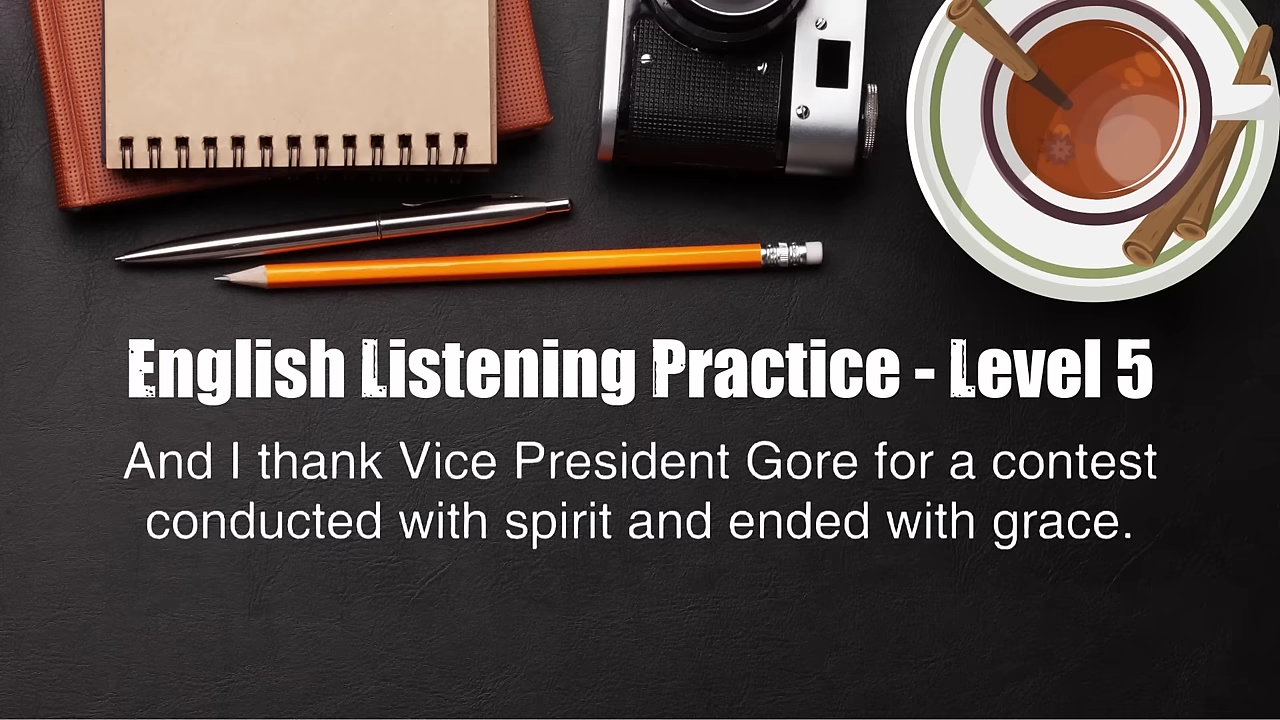 English Listening Practice - Level 5
And I thank Vice President Gore for a contest
conducted with spirit and ended with grace.